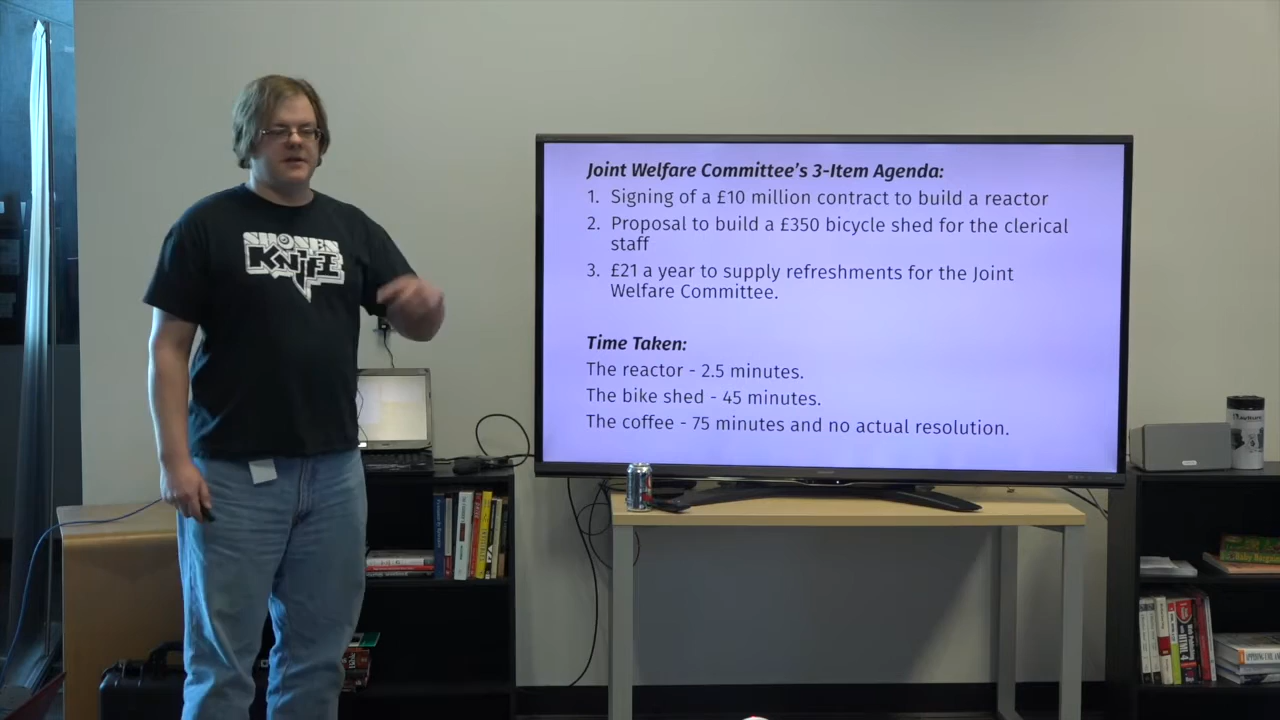 SHONEN
KNIFE
Joint Welfare Committee's 3-Item Agenda:
1. Signing of a £10 million contract to build a reactor
2. Proposal to build a £350 bicycle shed for the clerical
staff
3. £21 a year to supply refreshments for the Joint
Welfare Committee.
Time Taken:
The reactor - 2.5 minutes.
The bike shed - 45 minutes.
The coffee - 75 minutes and no actual resolution.